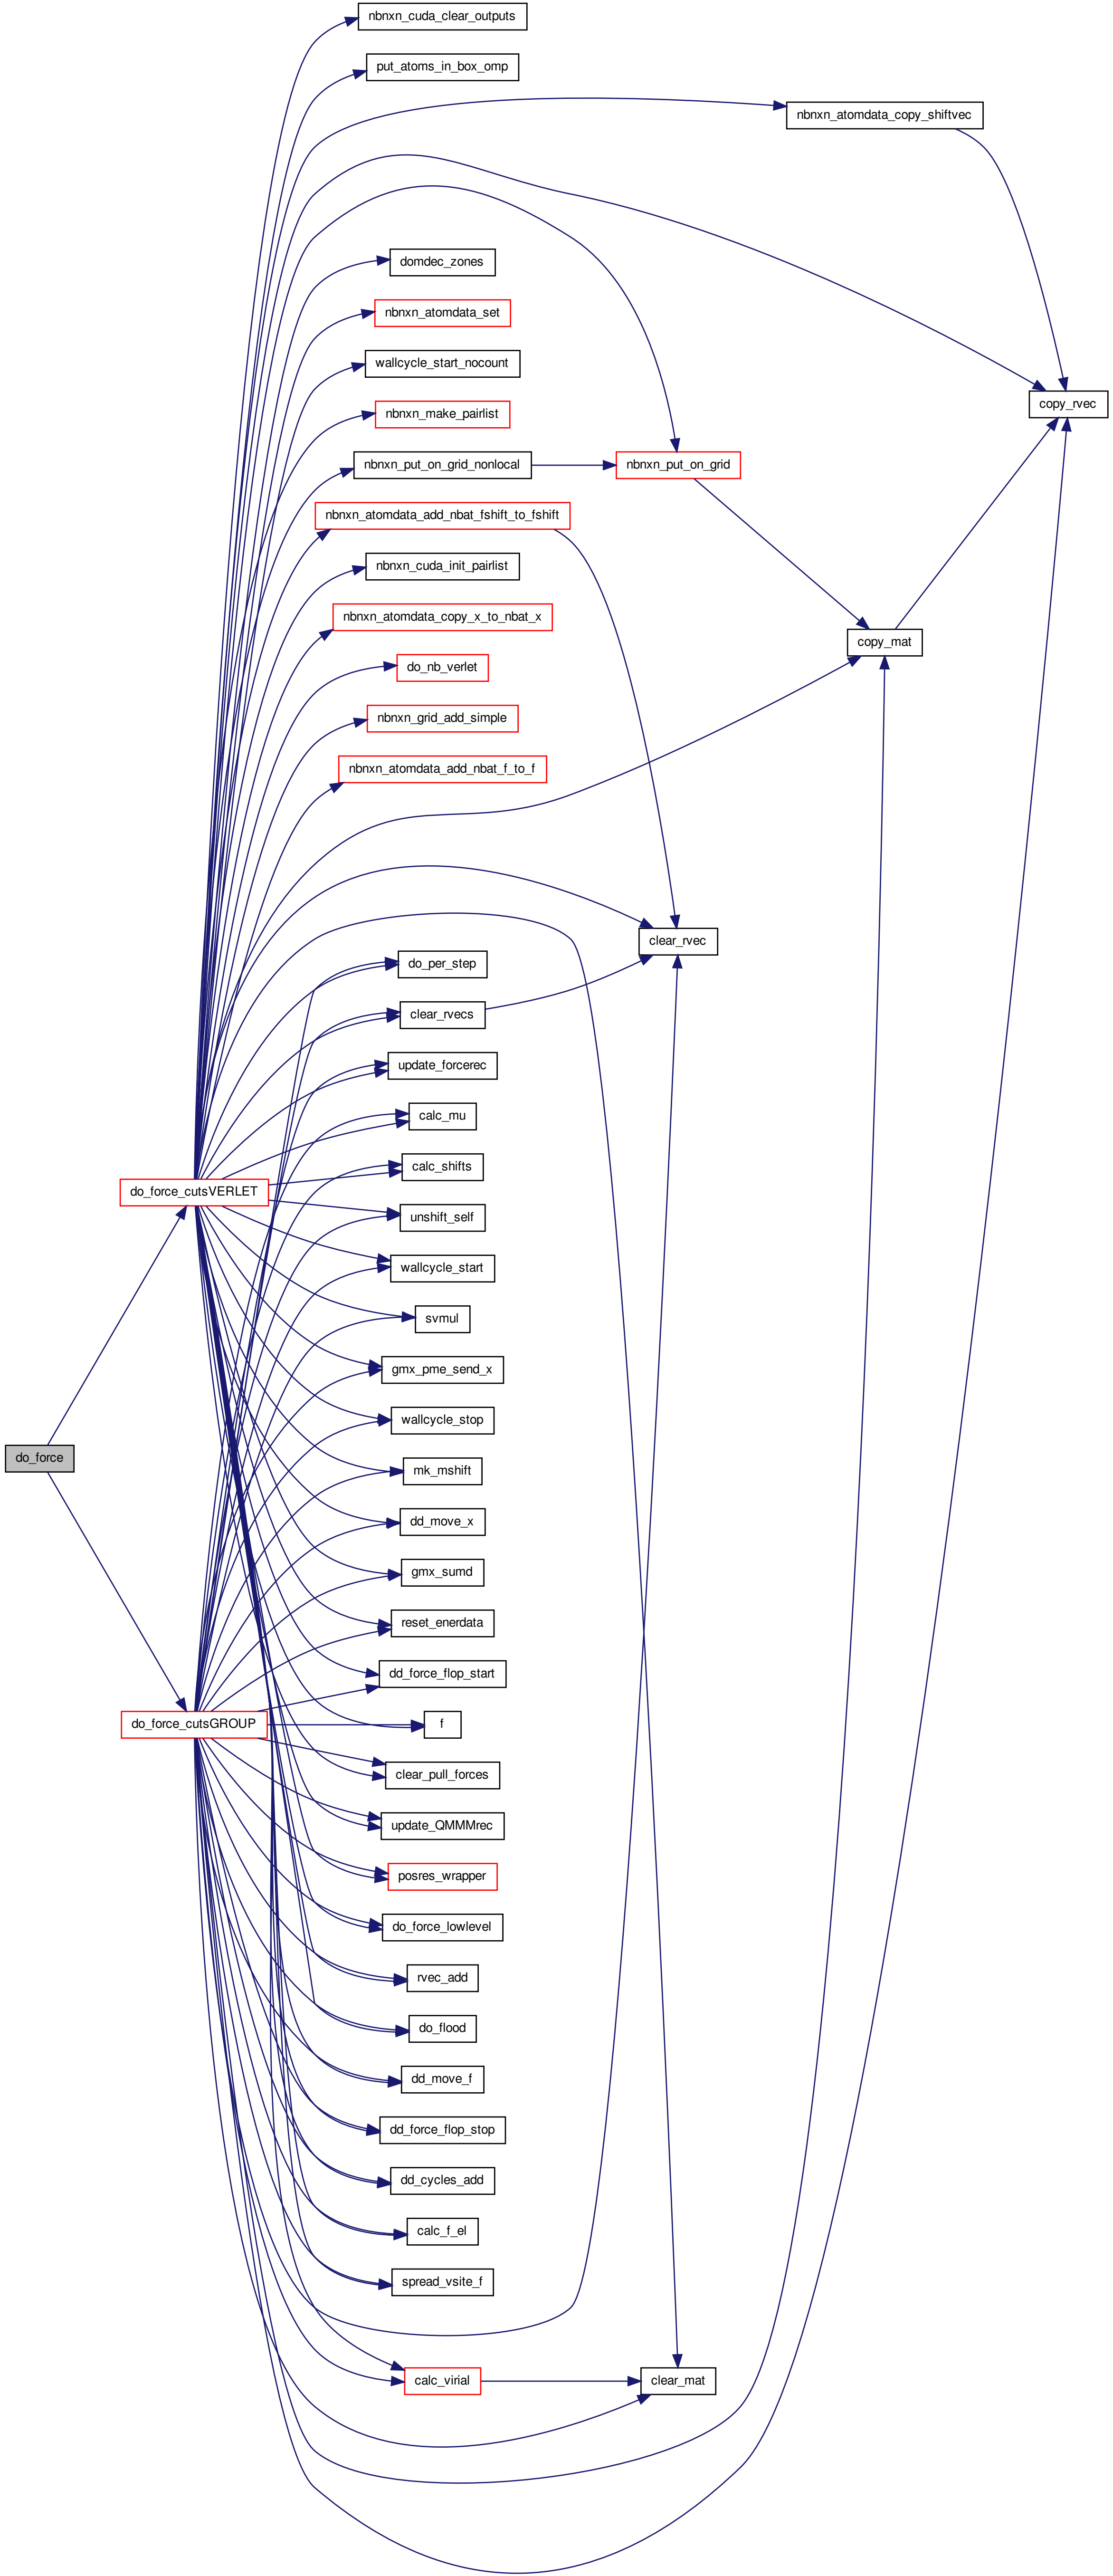 nbnxn_cuda_clear_outputs
put_atoms_in_box_omp
nbnxn_atomdata_copy_shiftvec
domdec_zones
nbnxn_atomdata_set
wallcycle_start_nocount
copy_rvec
nbnxn_make_pairlist
nbnxn_put_on_grid_nonlocal
nbnxn_put_on_grid
nbnxn_atomdata_add_nbat_fshift_to_fshift
nbnxn_cuda_init_pairlist
nbnxn_atomdata_copy_x_to_nbat_x
copy_mat
do_nb_verlet
nbnxn_grid_add_simple
nbnxn_atomdata_add_nbat_f_to_f
clear_rvec
do_per_step
clear_rvecs
update_forcerec
calc_mu
calc_shifts
do_force_cutsVERLET
unshift_self
wallcycle_start
svmul
gmx_pme_send_x
wallcycle_stop
do_force
mk_mshift
dd_move_x
gmx_sumd
reset_enerdata
dd_force_flop_start
do_force_cutsGROUP
f
clear_pull_forces
update_QMMMrec
posres_wrapper
do_force_lowlevel
rvec_add
do_flood
dd_move_f
dd_force_flop_stop
dd_cycles_add
calc_f_el
spread_vsite_f
calc_virial
clear_mat